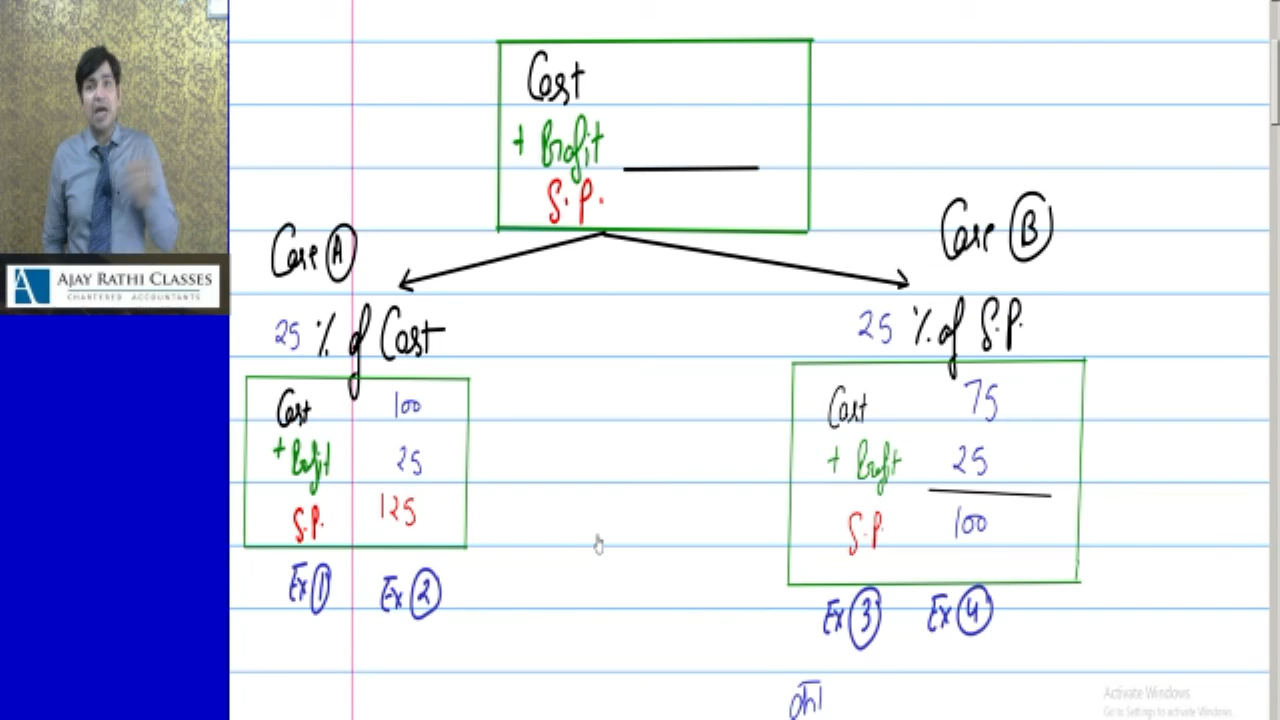 Cost
+ Profit
S.P.
Case A
Case B
25 % of Cost
25 % of S.P.
Cost 100
+ Profit 25
S.P. 125
Ex 1 Ex 2
Cost 75
+ Profit 25
S.P. 100
Ex 3 Ex 4
AJAY RATHI CLASSES
CHARTERED ACCOUNTANTS
Activate Windows
Go to Settings to activate Windows.